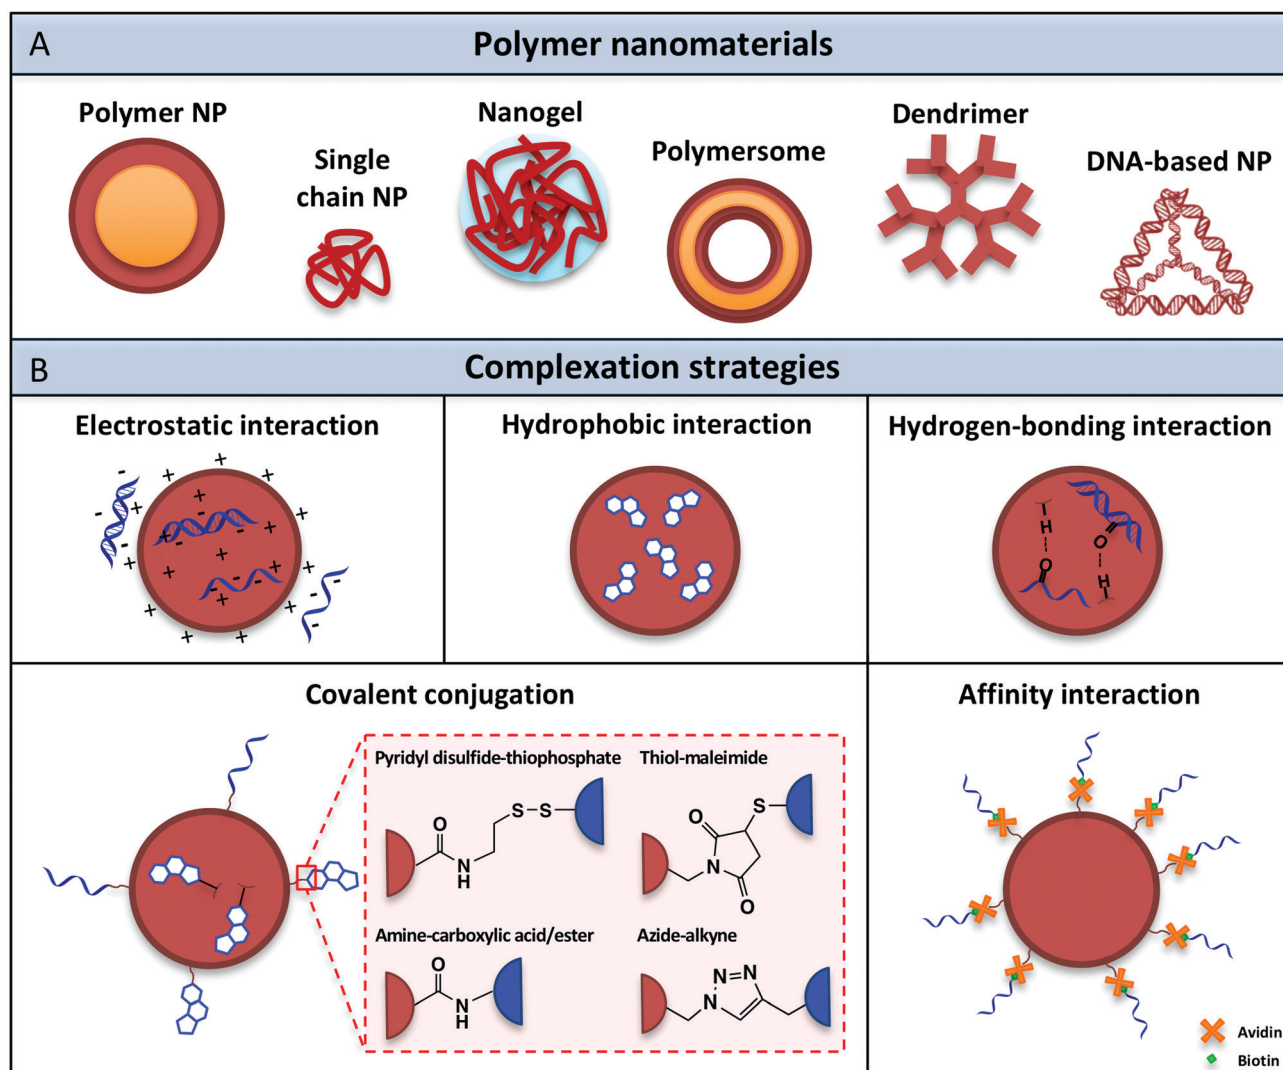 A
Polymer nanomaterials
Polymer NP
Single
chain NP
Nanogel
Polymersome
Dendrimer
DNA-based NP
B
Complexation strategies
Electrostatic interaction
- + + + + + + + + + + + + + + + + + + + +
- - - - - - - - - -
Hydrophobic interaction
Hydrogen-bonding interaction
H
O
O
H
Covalent conjugation
Pyridyl disulfide-thiophosphate
O
N
H
S-S
Thiol-maleimide
O
N
O
S
Amine-carboxylic acid/ester
O
N
H
Azide-alkyne
N=N
N
Affinity interaction
Avidin
Biotin